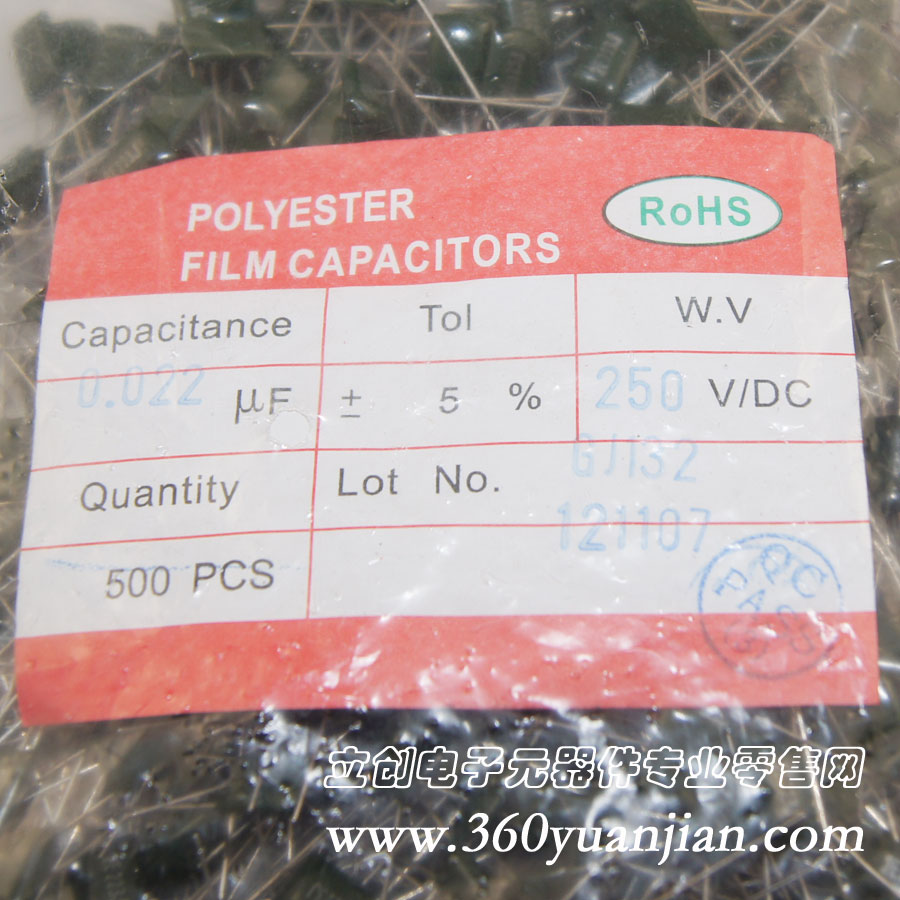 POLYESTER
FILM CAPACITORS
RoHS
Capacitance
Tol
W.V
0.022 μF
± 5 %
250 V/DC
Quantity
Lot No.
GJ132
121107
500 PCS
QC
PASS
立创电子元器件专业零售网
www.360yuanjian.com